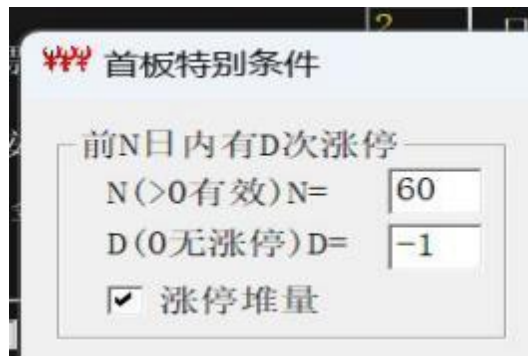 2
¥¥¥ 首板特别条件
前N日内有D次涨停
N(>0有效)N= 60
D(0无涨停)D= -1
涨停堆量